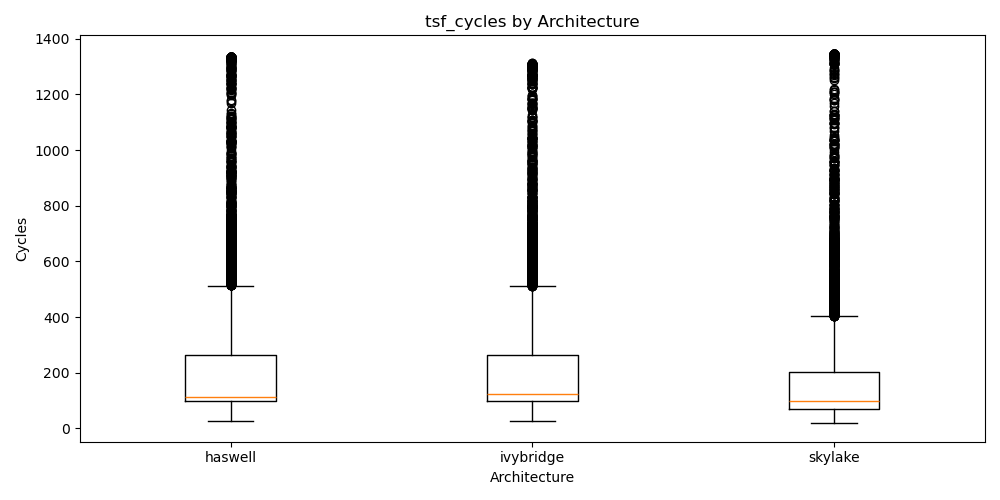 tsf_cycles by Architecture
1400
1200
1000
800
600
400
200
0
Cycles
haswell
ivybridge
skylake
Architecture